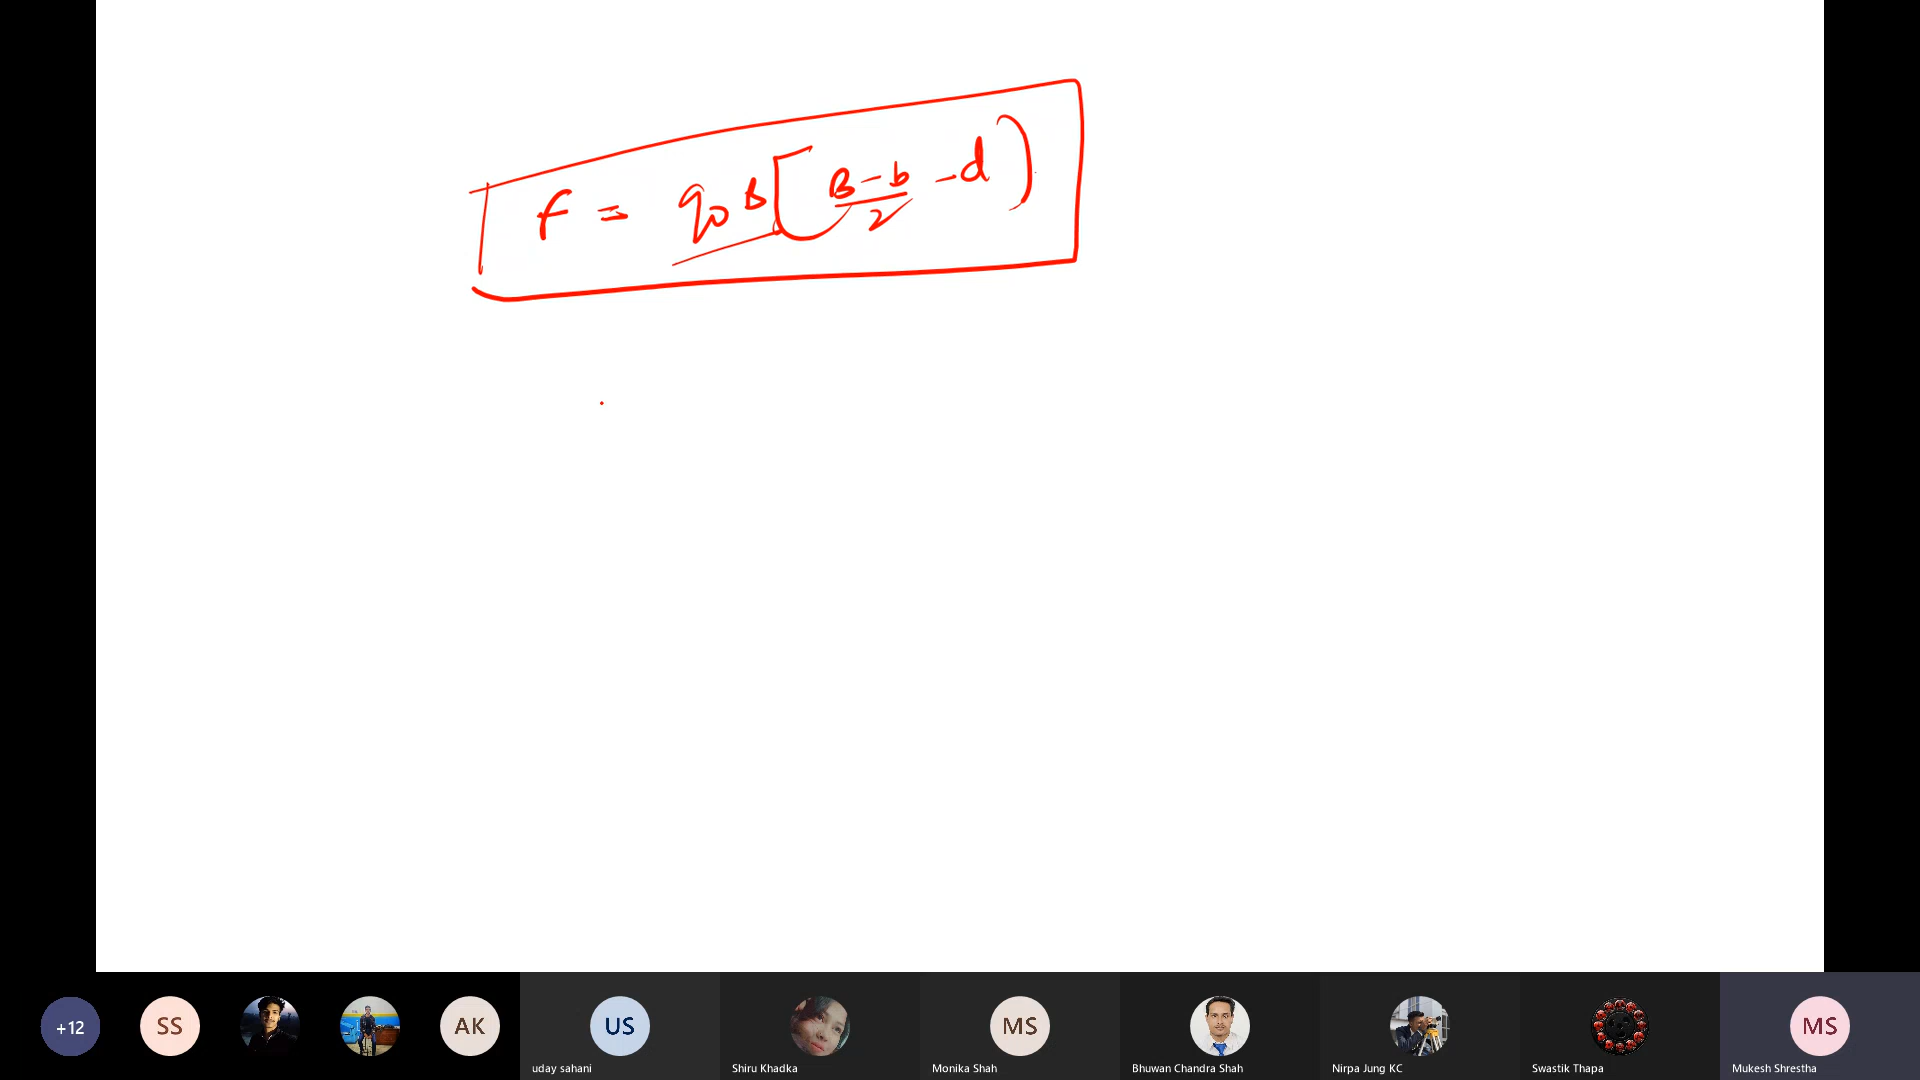 F = q₀ B [ (B - b)/2 - d )
+12
SS
AK
US
MS
MS
uday sahani
Shiru Khadka
Monika Shah
Bhuwan Chandra Shah
Nirpa Jung KC
Swastik Thapa
Mukesh Shrestha